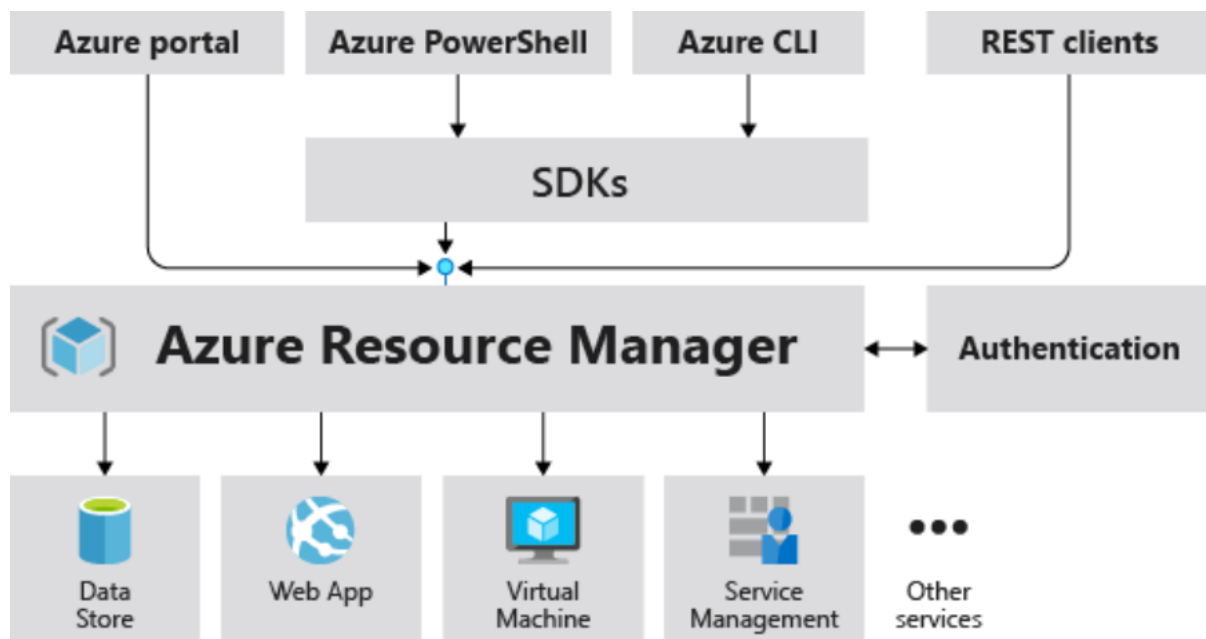 Azure portal
Azure PowerShell
Azure CLI
REST clients
SDKs
Azure Resource Manager
Authentication
Data
Store
Web App
Virtual
Machine
Service
Management
Other
services